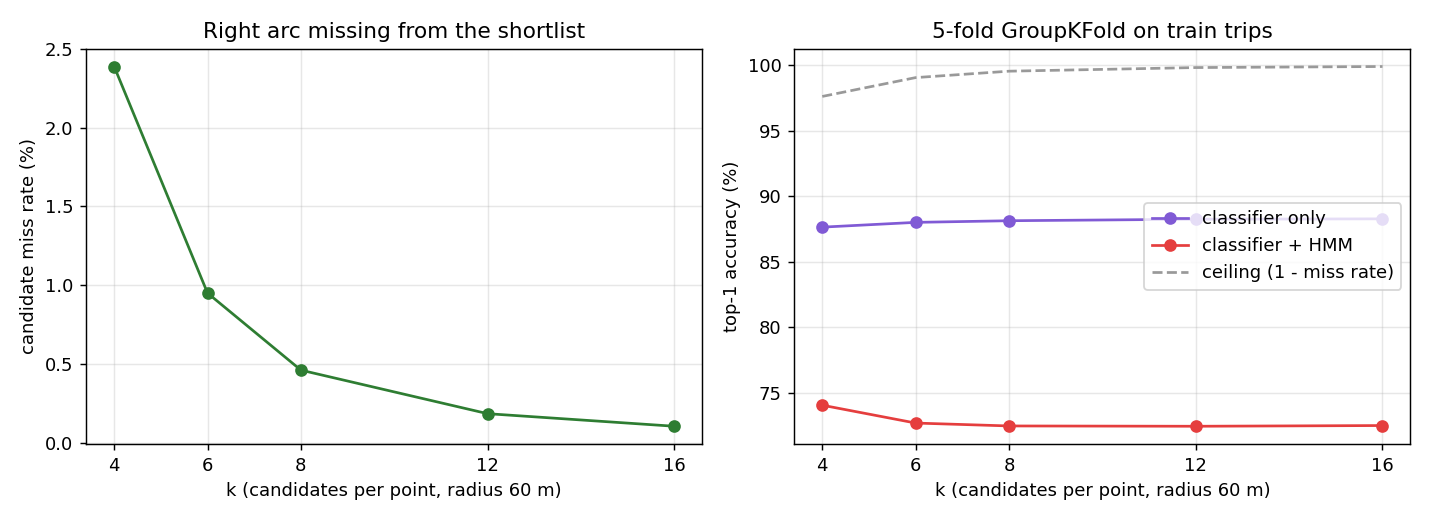 Right arc missing from the shortlist
candidate miss rate (%)
2.5
2.0
1.5
1.0
0.5
0.0
4
6
8
12
16
k (candidates per point, radius 60 m)
5-fold GroupKFold on train trips
top-1 accuracy (%)
100
95
90
85
80
75
classifier only
classifier + HMM
ceiling (1 - miss rate)
4
6
8
12
16
k (candidates per point, radius 60 m)